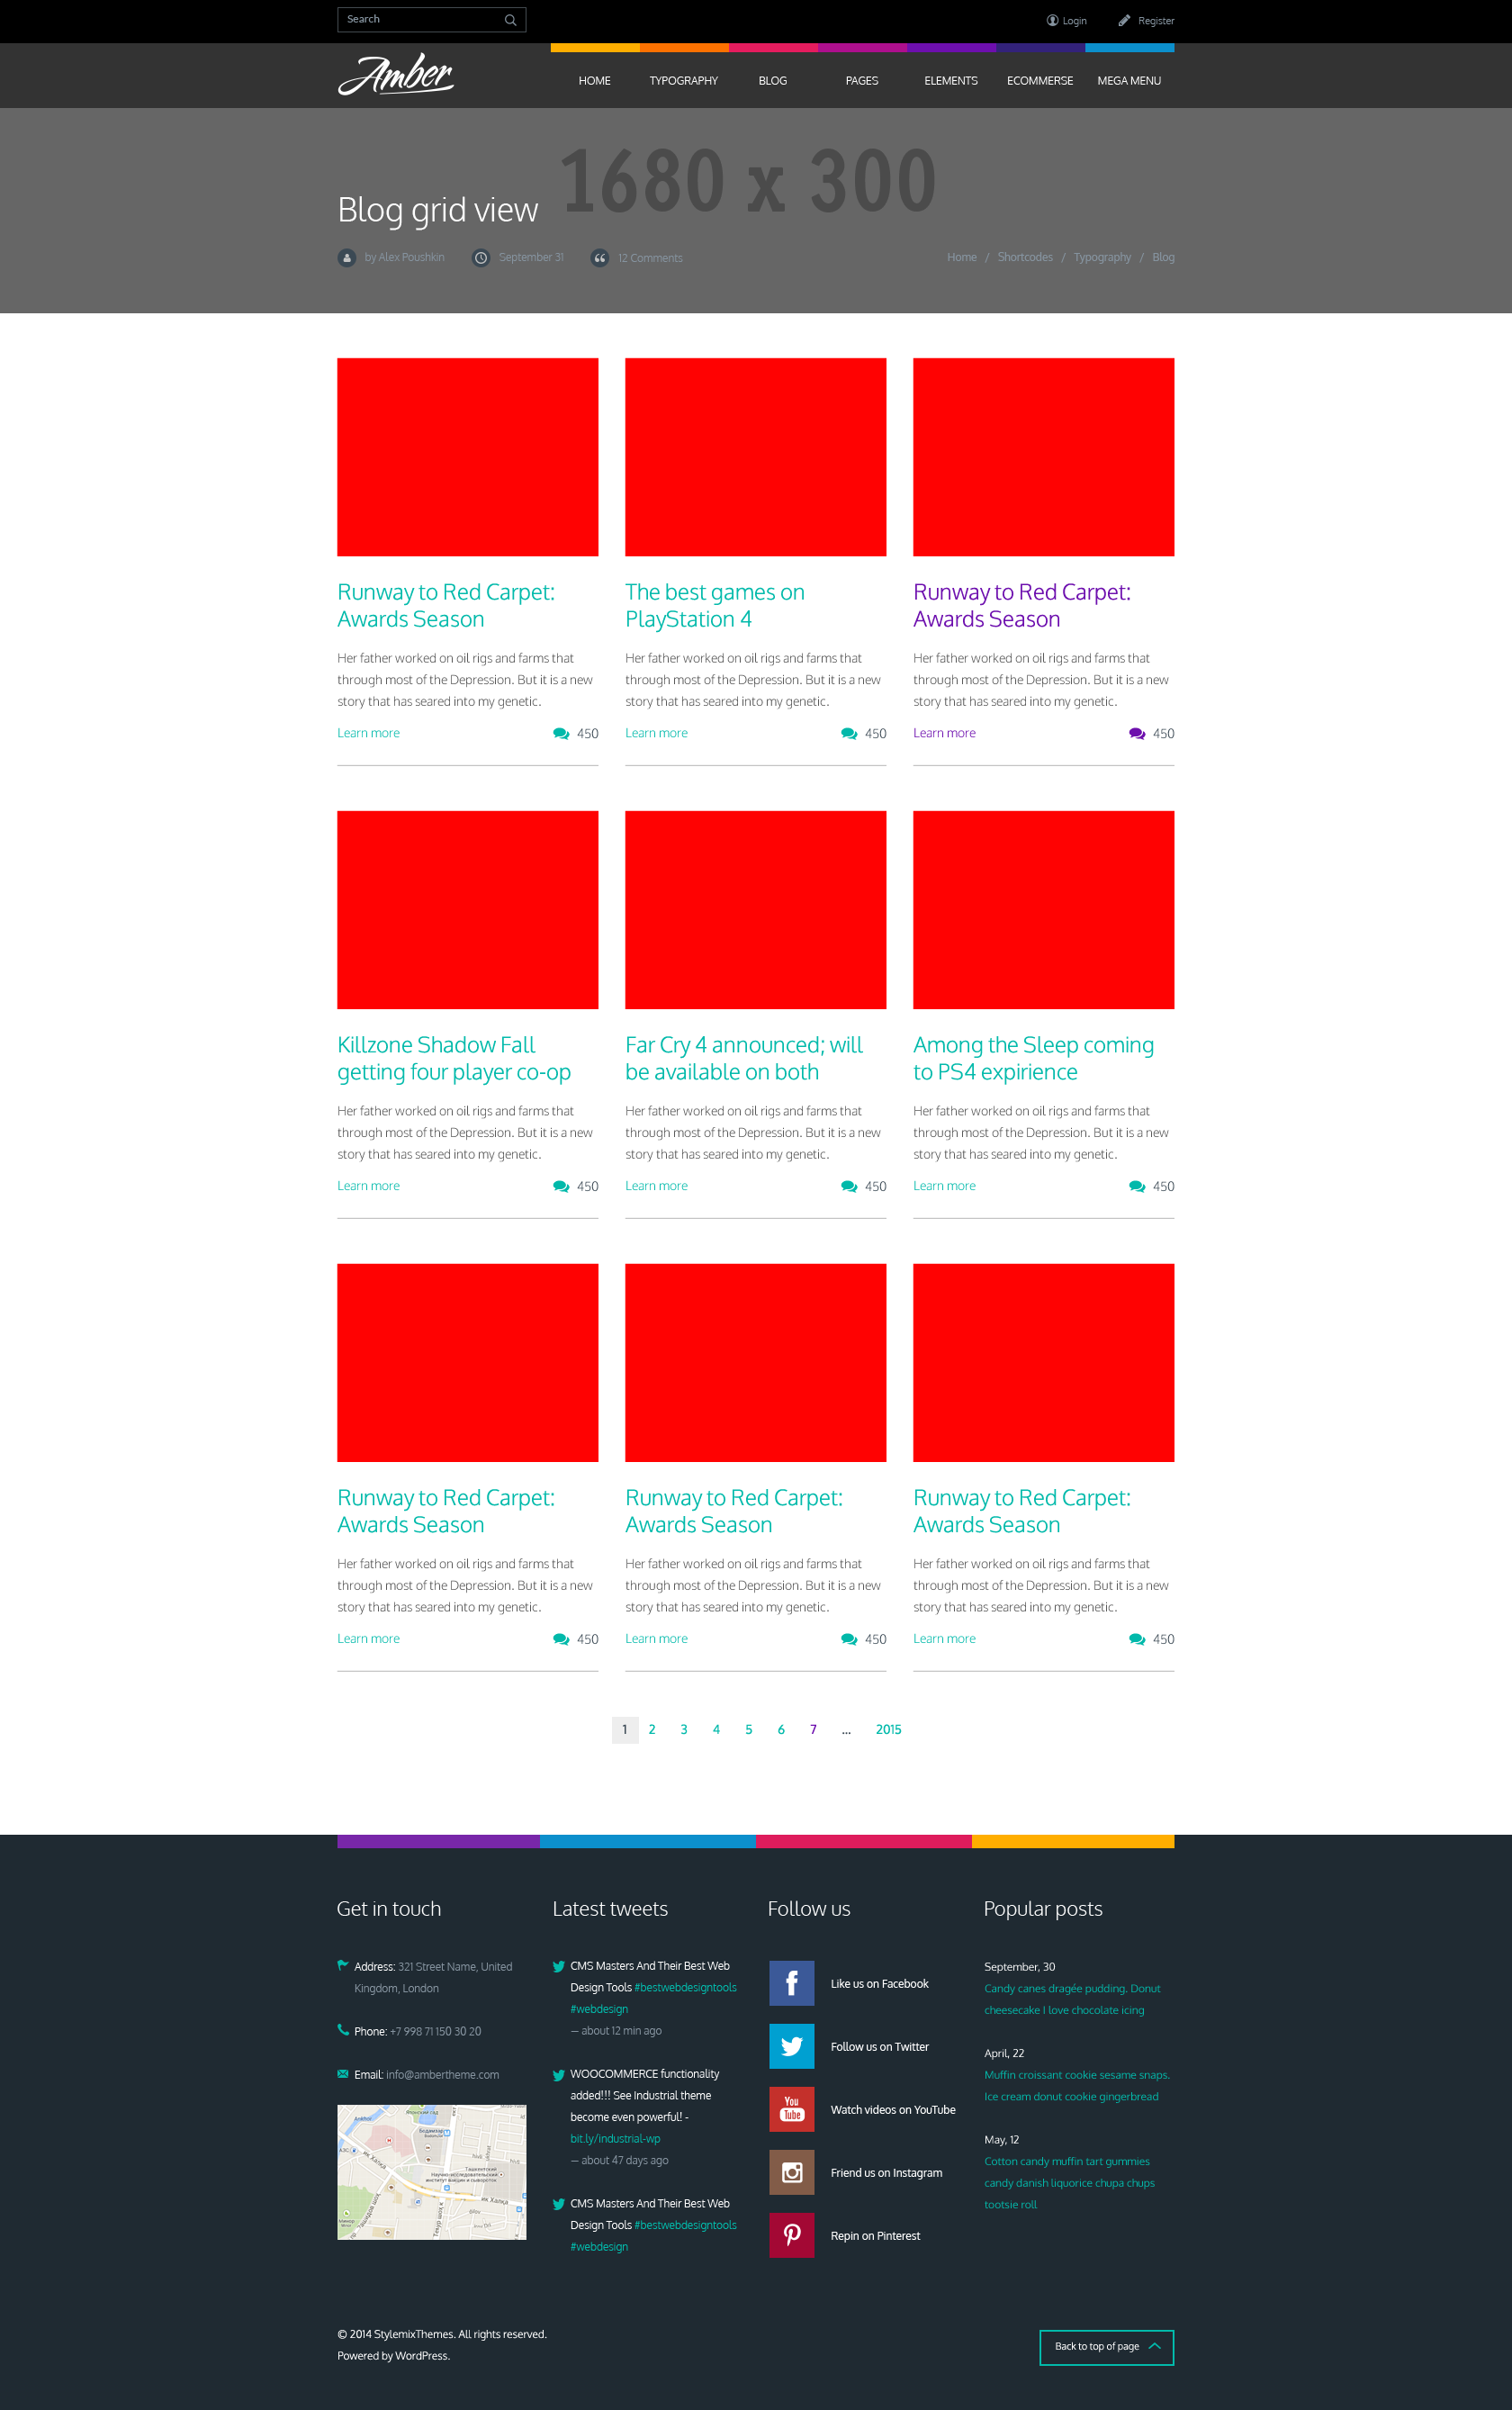 Search
Login
Register
Amber
HOME
TYPOGRAPHY
BLOG
PAGES
ELEMENTS
ECOMMERSE
MEGA MENU
1680 x 300
Blog grid view
by Alex Poushkin
September 31
12 Comments
Home / Shortcodes / Typography / Blog
Runway to Red Carpet:
Awards Season
Her father worked on oil rigs and farms that
through most of the Depression. But it is a new
story that has seared into my genetic.
Learn more
450
The best games on
PlayStation 4
Her father worked on oil rigs and farms that
through most of the Depression. But it is a new
story that has seared into my genetic.
Learn more
450
Runway to Red Carpet:
Awards Season
Her father worked on oil rigs and farms that
through most of the Depression. But it is a new
story that has seared into my genetic.
Learn more
450
Killzone Shadow Fall
getting four player co-op
Her father worked on oil rigs and farms that
through most of the Depression. But it is a new
story that has seared into my genetic.
Learn more
450
Far Cry 4 announced; will
be available on both
Her father worked on oil rigs and farms that
through most of the Depression. But it is a new
story that has seared into my genetic.
Learn more
450
Among the Sleep coming
to PS4 expirience
Her father worked on oil rigs and farms that
through most of the Depression. But it is a new
story that has seared into my genetic.
Learn more
450
Runway to Red Carpet:
Awards Season
Her father worked on oil rigs and farms that
through most of the Depression. But it is a new
story that has seared into my genetic.
Learn more
450
Runway to Red Carpet:
Awards Season
Her father worked on oil rigs and farms that
through most of the Depression. But it is a new
story that has seared into my genetic.
Learn more
450
Runway to Red Carpet:
Awards Season
Her father worked on oil rigs and farms that
through most of the Depression. But it is a new
story that has seared into my genetic.
Learn more
450
1 2 3 4 5 6 7 ... 2015
Get in touch
Address: 321 Street Name, United
Kingdom, London
Phone: +7 998 71 150 30 20
Email: info@ambertheme.com
Latest tweets
CMS Masters And Their Best Web
Design Tools #bestwebdesigntools
#webdesign
— about 12 min ago
WOOCOMMERCE functionality
added!!! See Industrial theme
become even powerful! -
bit.ly/industrial-wp
— about 47 days ago
CMS Masters And Their Best Web
Design Tools #bestwebdesigntools
#webdesign
Follow us
Like us on Facebook
Follow us on Twitter
You
Tube
Watch videos on YouTube
Friend us on Instagram
Repin on Pinterest
Popular posts
September, 30
Candy canes dragée pudding. Donut
cheesecake I love chocolate icing
April, 22
Muffin croissant cookie sesame snaps.
Ice cream donut cookie gingerbread
May, 12
Cotton candy muffin tart gummies
candy danish liquorice chupa chups
tootsie roll
© 2014 StylemixThemes. All rights reserved.
Powered by WordPress.
Back to top of page